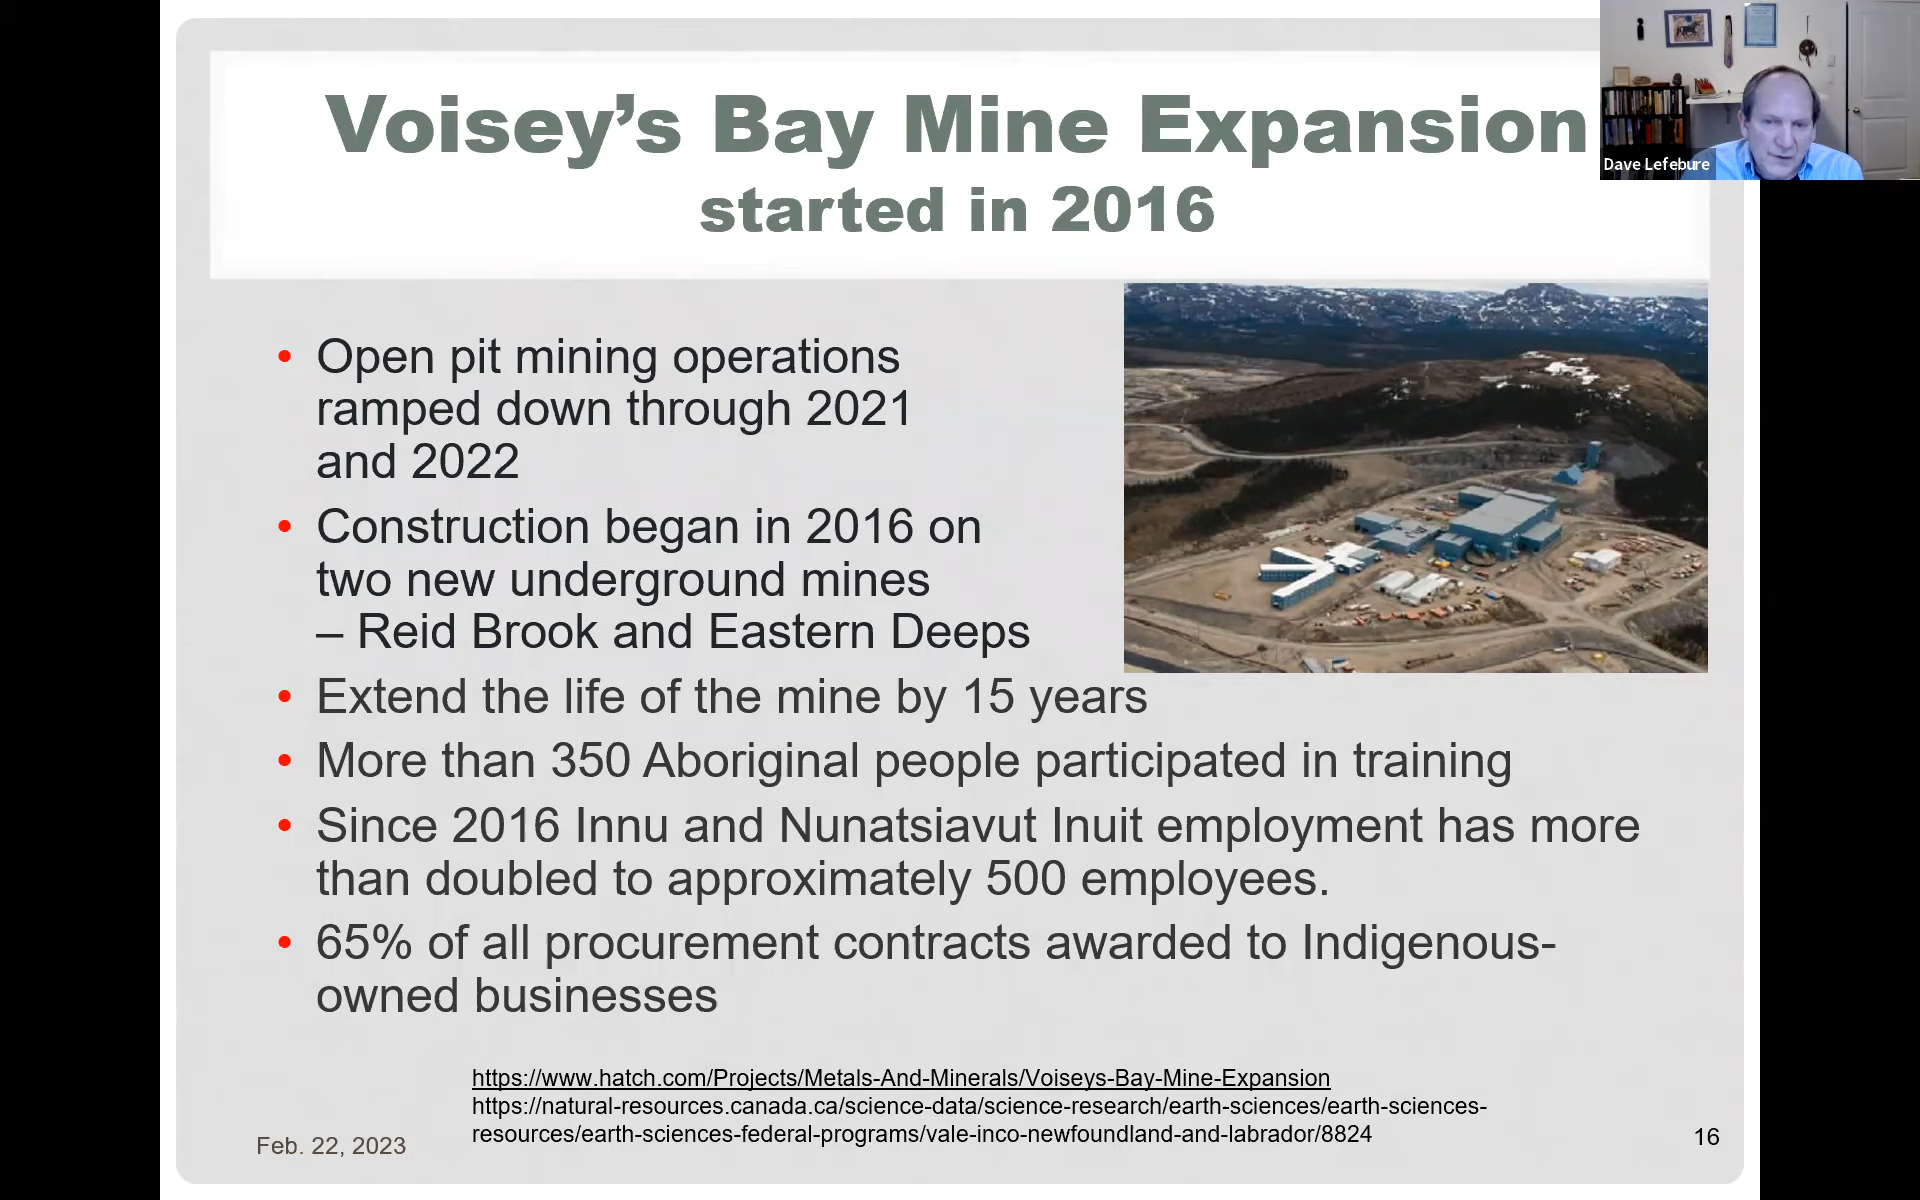 Voisey’s Bay Mine Expansion
started in 2016
Dave Lefebure
• Open pit mining operations
ramped down through 2021
and 2022
• Construction began in 2016 on
two new underground mines
– Reid Brook and Eastern Deeps
• Extend the life of the mine by 15 years
• More than 350 Aboriginal people participated in training
• Since 2016 Innu and Nunatsiavut Inuit employment has more
than doubled to approximately 500 employees.
• 65% of all procurement contracts awarded to Indigenous-
owned businesses
https://www.hatch.com/Projects/Metals-And-Minerals/Voiseys-Bay-Mine-Expansion
https://natural-resources.canada.ca/science-data/science-research/earth-sciences/earth-sciences-
resources/earth-sciences-federal-programs/vale-inco-newfoundland-and-labrador/8824
Feb. 22, 2023
16